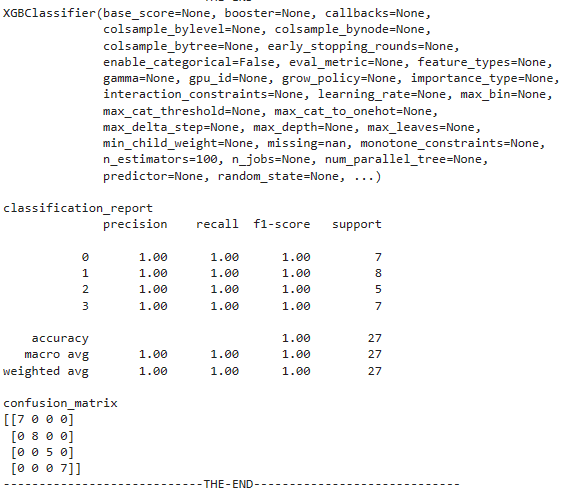 THE-END
XGBClassifier(base_score=None, booster=None, callbacks=None,
              colsample_bylevel=None, colsample_bynode=None,
              colsample_bytree=None, early_stopping_rounds=None,
              enable_categorical=False, eval_metric=None, feature_types=None,
              gamma=None, gpu_id=None, grow_policy=None, importance_type=None,
              interaction_constraints=None, learning_rate=None, max_bin=None,
              max_cat_threshold=None, max_cat_to_onehot=None,
              max_delta_step=None, max_depth=None, max_leaves=None,
              min_child_weight=None, missing=nan, monotone_constraints=None,
              n_estimators=100, n_jobs=None, num_parallel_tree=None,
              predictor=None, random_state=None, ...)
classification_report
              precision    recall  f1-score   support
           0       1.00      1.00      1.00         7
           1       1.00      1.00      1.00         8
           2       1.00      1.00      1.00         5
           3       1.00      1.00      1.00         7
    accuracy                           1.00        27
   macro avg       1.00      1.00      1.00        27
weighted avg       1.00      1.00      1.00        27
confusion_matrix
[[7 0 0 0]
 [0 8 0 0]
 [0 0 5 0]
 [0 0 0 7]]
----------------------------THE-END-----------------------------